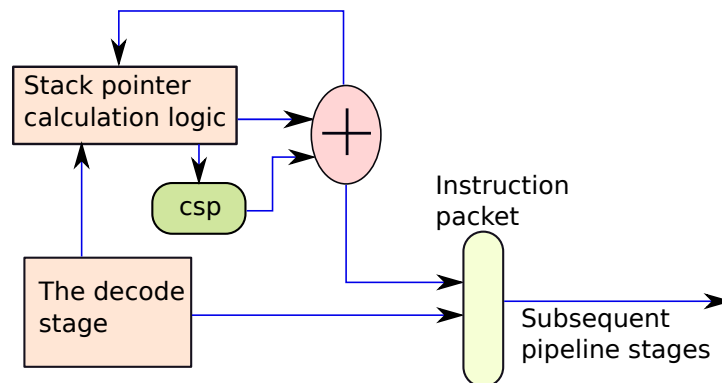 Stack pointer
calculation logic
csp
Instruction
packet
The decode
stage
Subsequent
pipeline stages